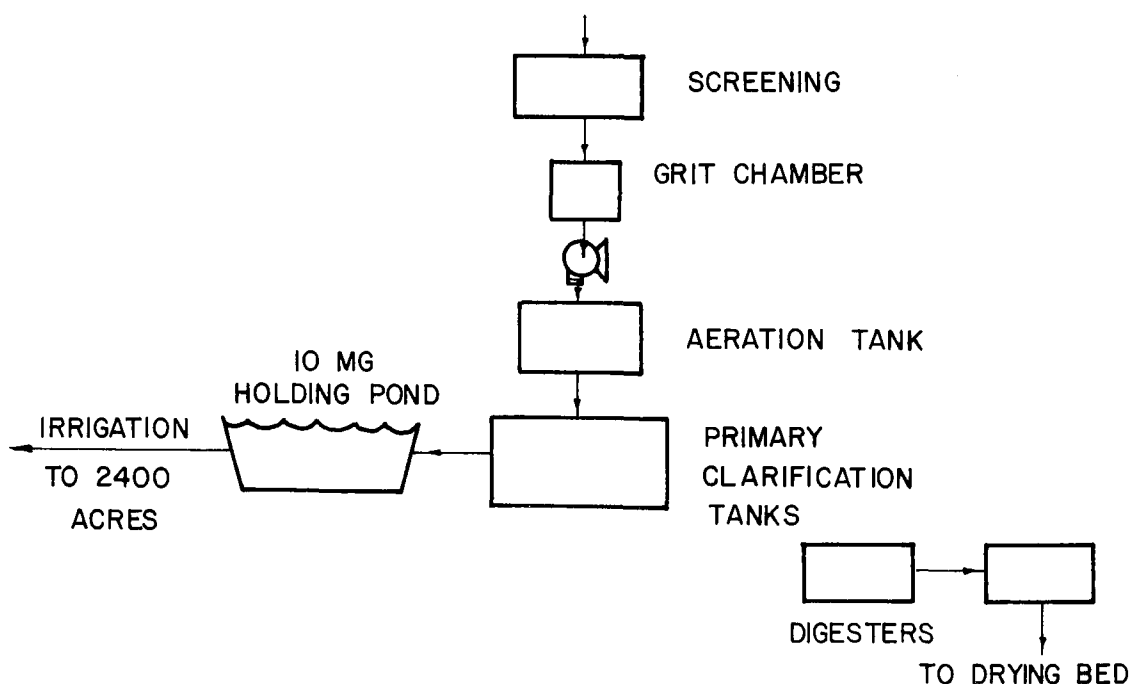 SCREENING
GRIT CHAMBER
AERATION TANK
10 MG
HOLDING POND
IRRIGATION
TO 2400
ACRES
PRIMARY
CLARIFICATION
TANKS
DIGESTERS
TO DRYING BED